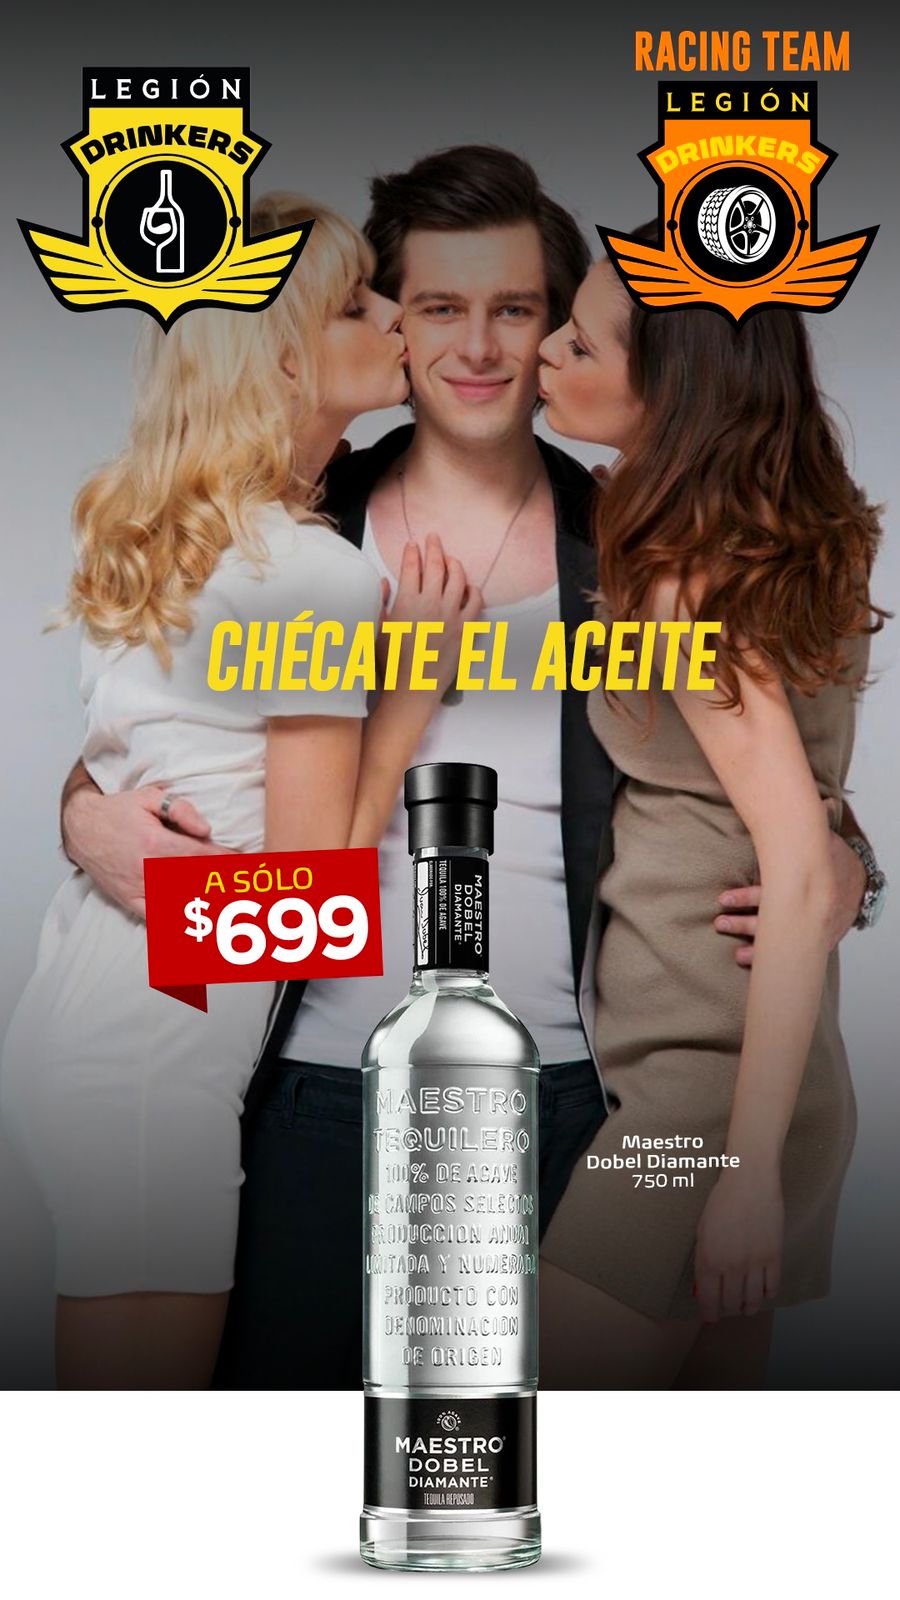 LEGIÓN
DRINKERS
RACING TEAM
LEGIÓN
DRINKERS
CHÉCATE EL ACEITE
A SÓLO
$699
MAESTRO
DOBEL
DIAMANTE
TEQUILA 100% DE AGAVE
MAESTRO
TEQUILERO
100% DE AGAVE
DE CAMPOS SELECTOS
PRODUCCION ANUAL
LIMITADA Y NUMERADA
PRODUCTO CON
DENOMINACION
DE ORIGEN
Maestro
Dobel Diamante
750 ml
MAESTRO
DOBEL
DIAMANTE
TEQUILA REPOSADO